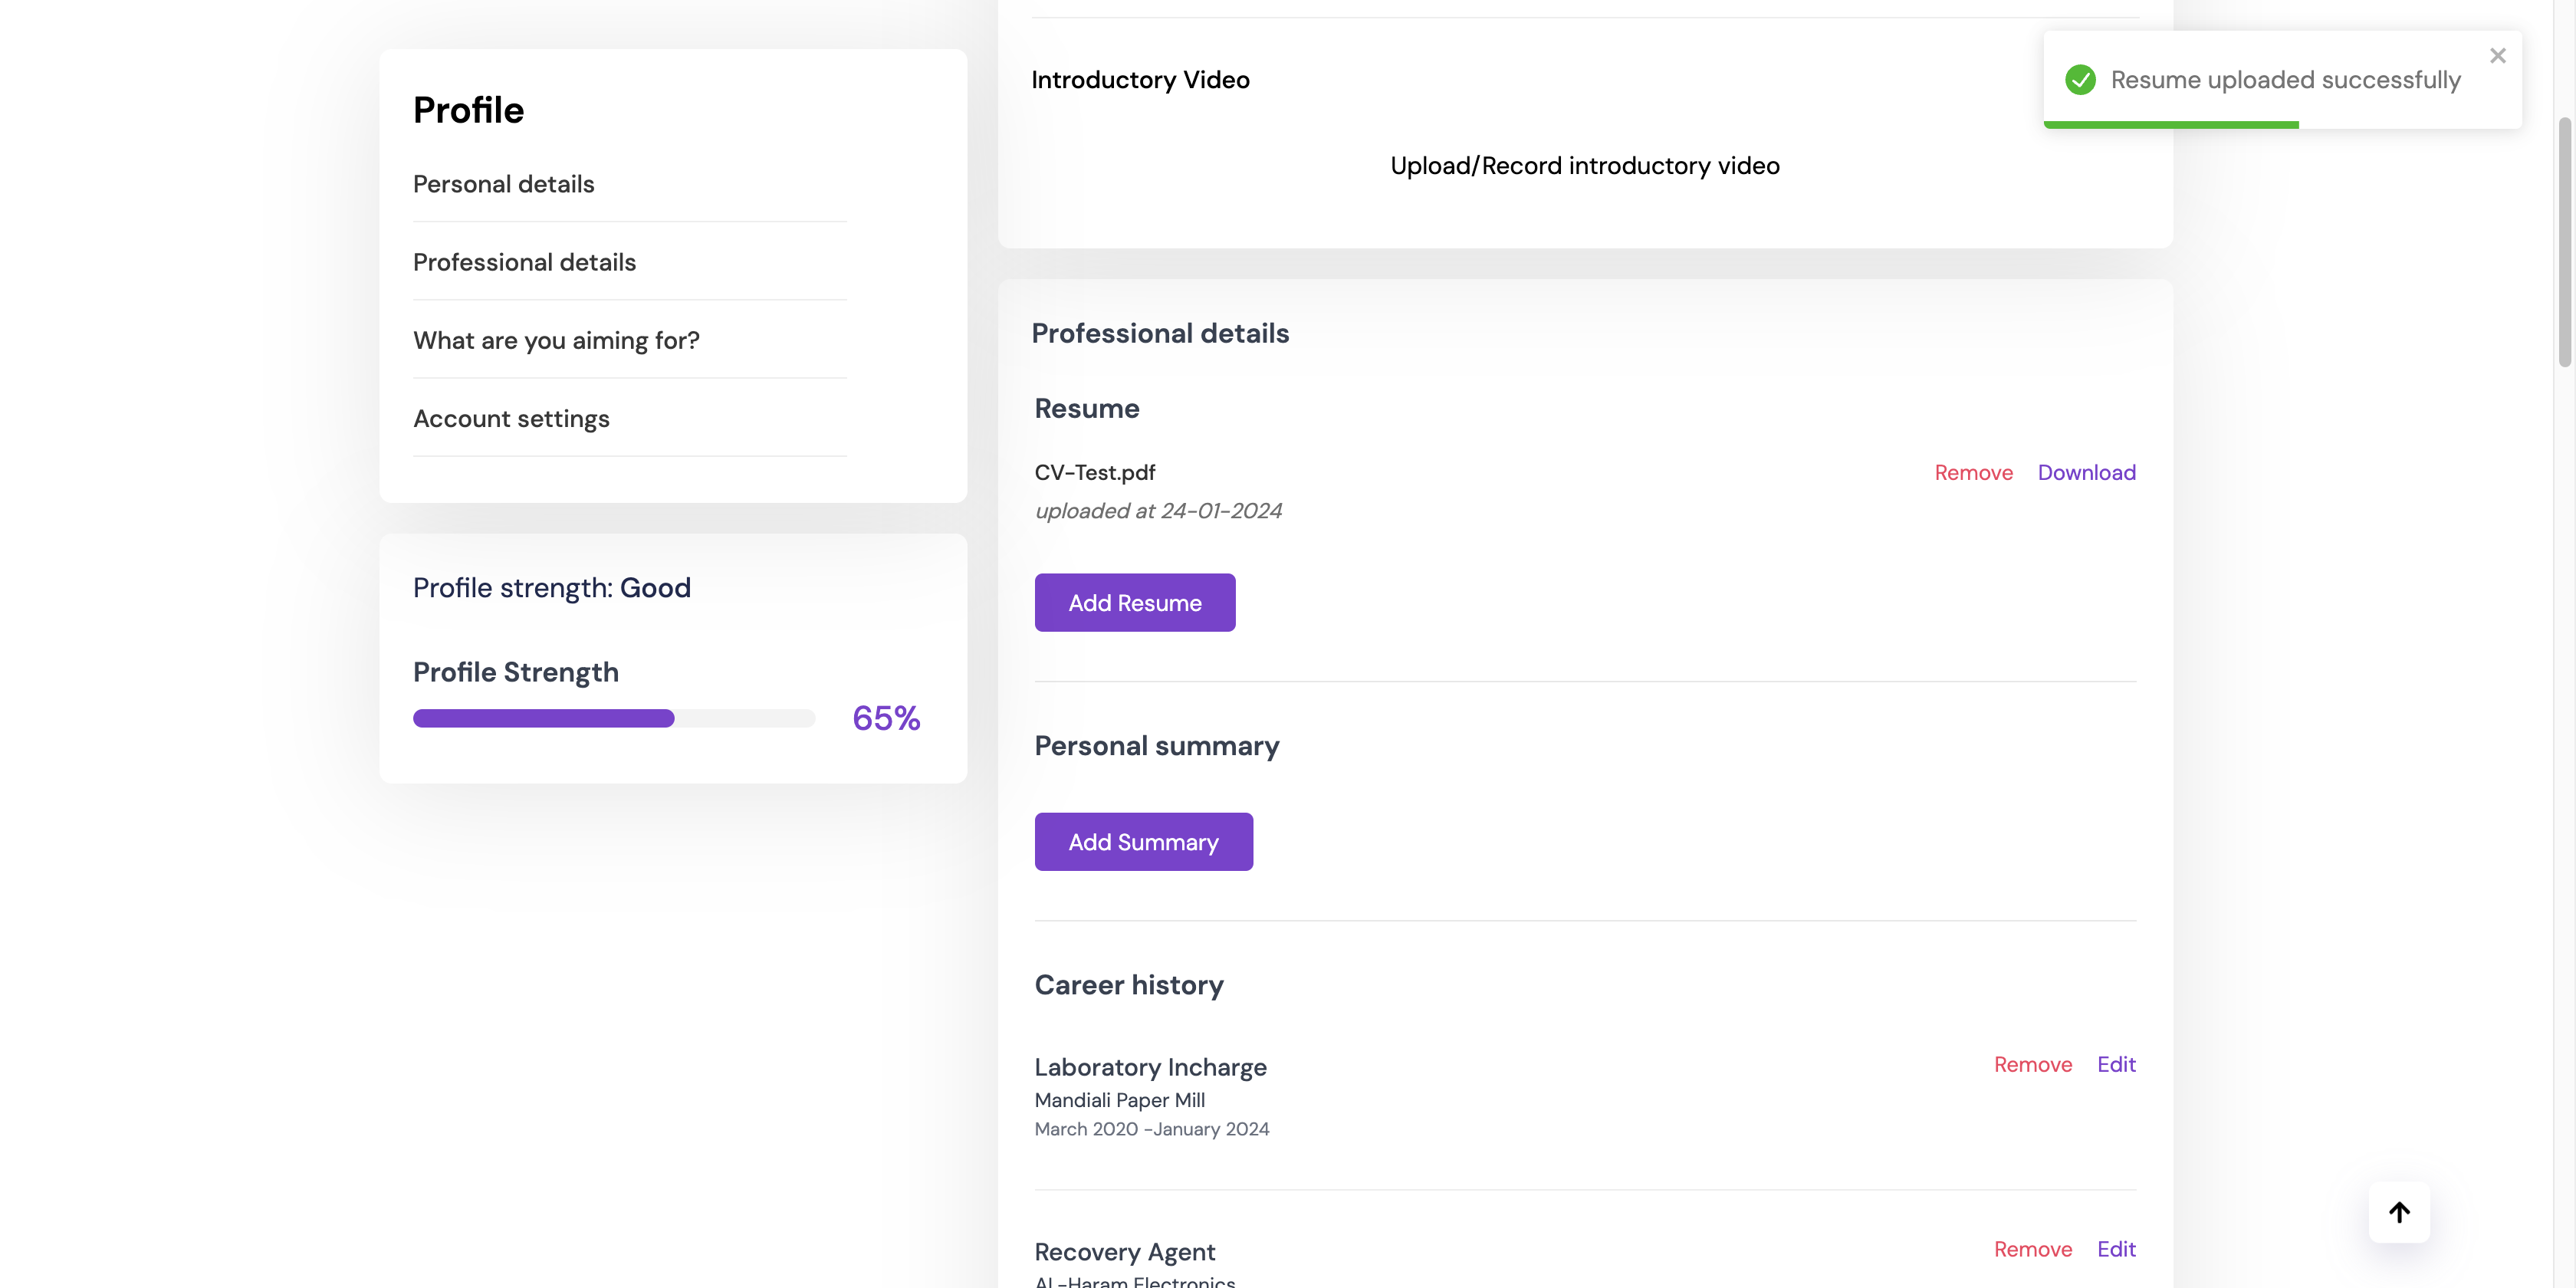 Profile
Personal details
Professional details
What are you aiming for?
Account settings
Profile strength: Good
Profile Strength
65%
Introductory Video
Upload/Record introductory video
Resume uploaded successfully
Professional details
Resume
CV-Test.pdf
Remove Download
uploaded at 24-01-2024
Add Resume
Personal summary
Add Summary
Career history
Laboratory Incharge
Remove Edit
Mandiali Paper Mill
March 2020 -January 2024
Recovery Agent
Remove Edit
AL-Haram Electronics